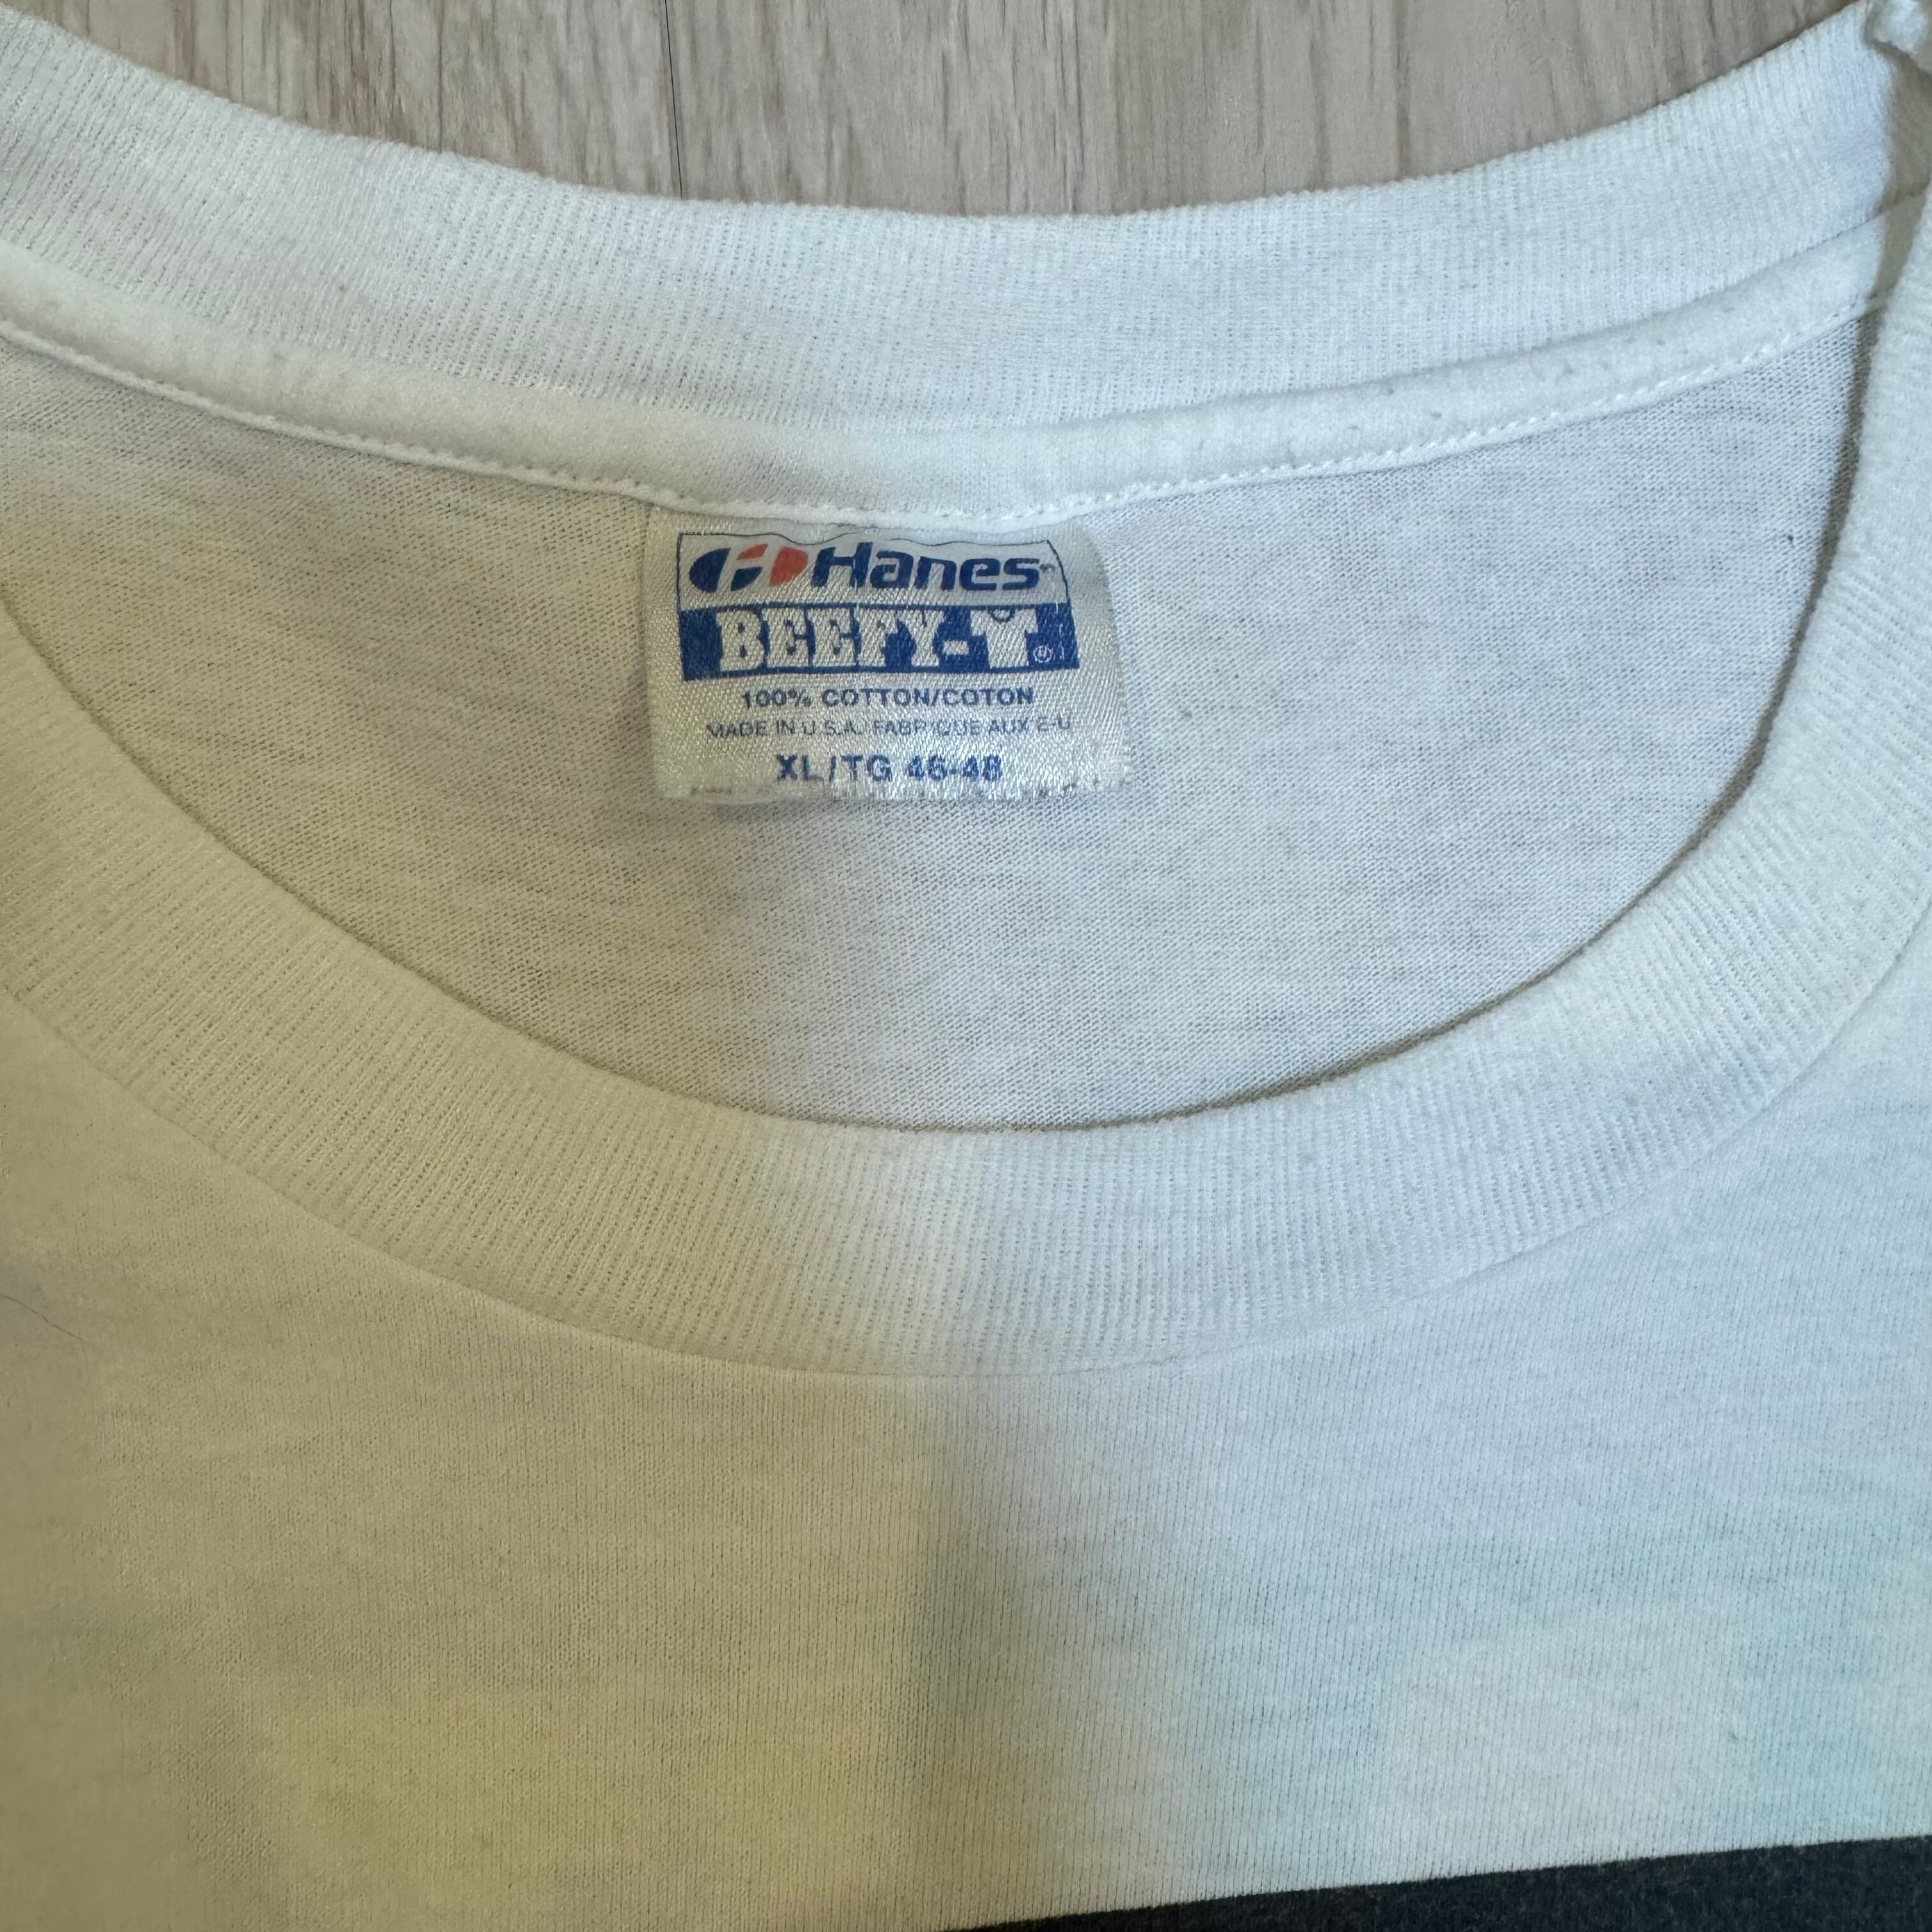 Hanes
BEEFY-T®
100% COTTON/COTON
MADE IN U.S.A./FABRIQUE AUX E-U
XL/TG 46-48